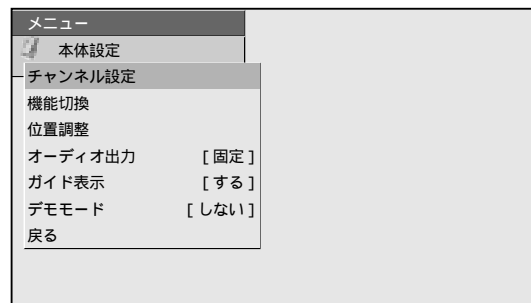 メニュー
本体設定
チャンネル設定
機能切換
位置調整
オーディオ出力 [固定]
ガイド表示 [する]
デモモード [しない]
戻る